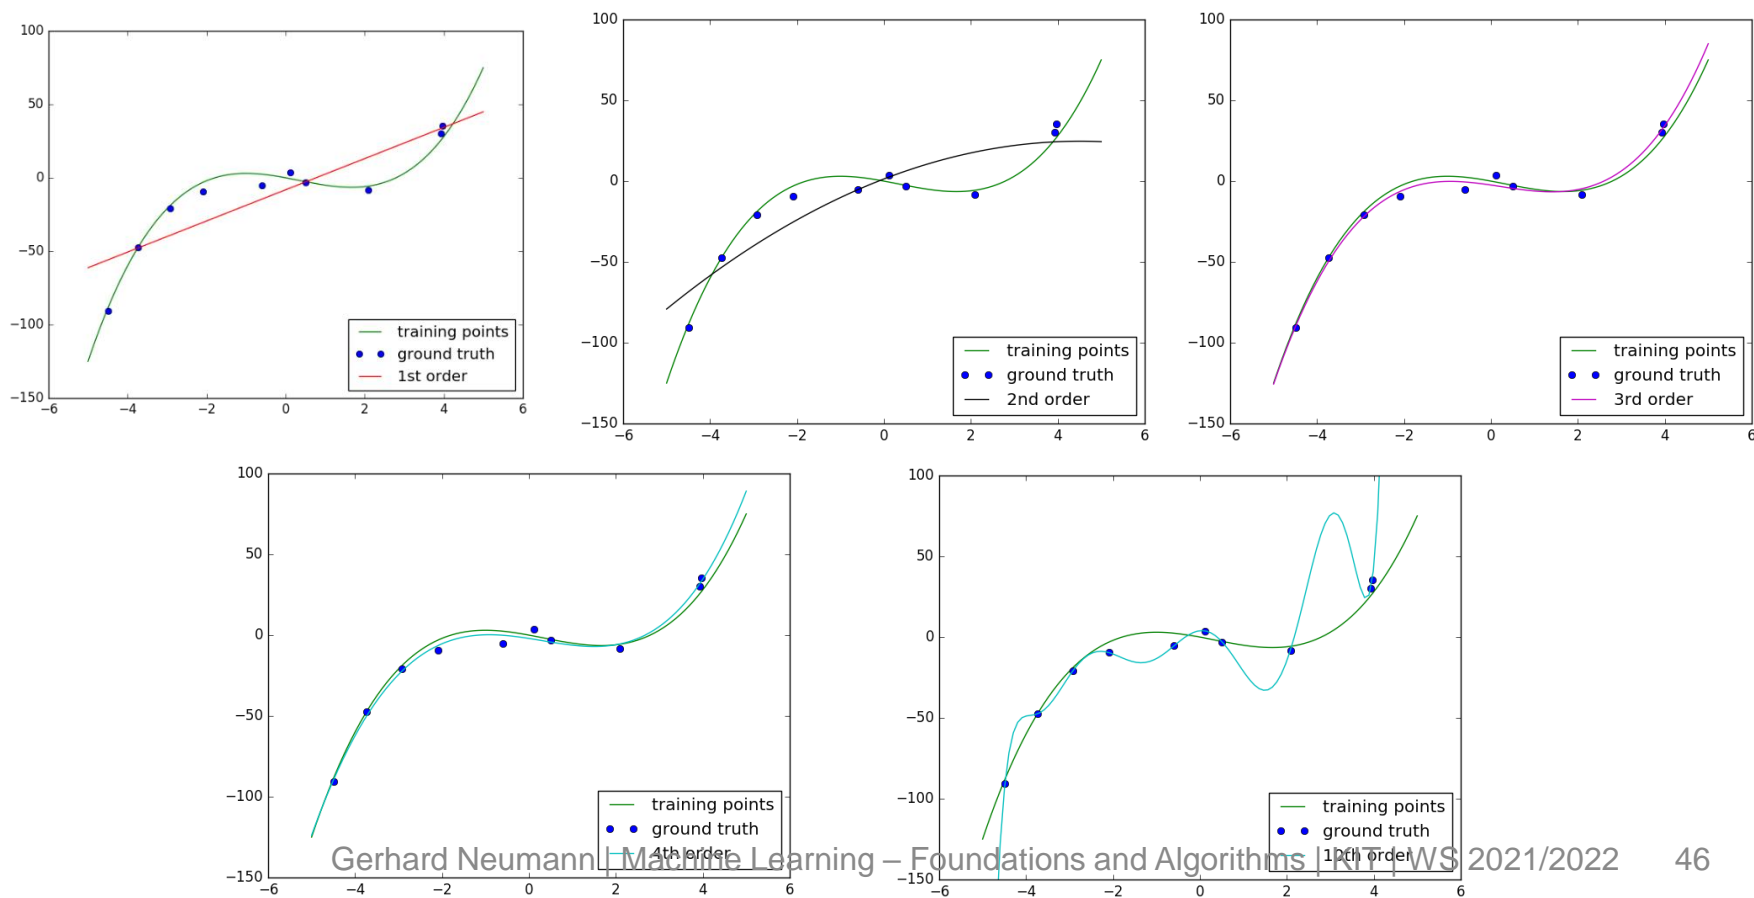 100
50
0
−50
−100
−150
−6 −4 −2 0 2 4 6
training points
ground truth
1st order
100
50
0
−50
−100
−150
−6 −4 −2 0 2 4 6
training points
ground truth
2nd order
100
50
0
−50
−100
−150
−6 −4 −2 0 2 4 6
training points
ground truth
3rd order
100
50
0
−50
−100
−150
−6 −4 −2 0 2 4 6
training points
ground truth
4th order
100
50
0
−50
−100
−150
−6 −4 −2 0 2 4 6
training points
ground truth
12th order
Gerhard Neumann | Machine Learning – Foundations and Algorithms | KIT | WS 2021/2022 46